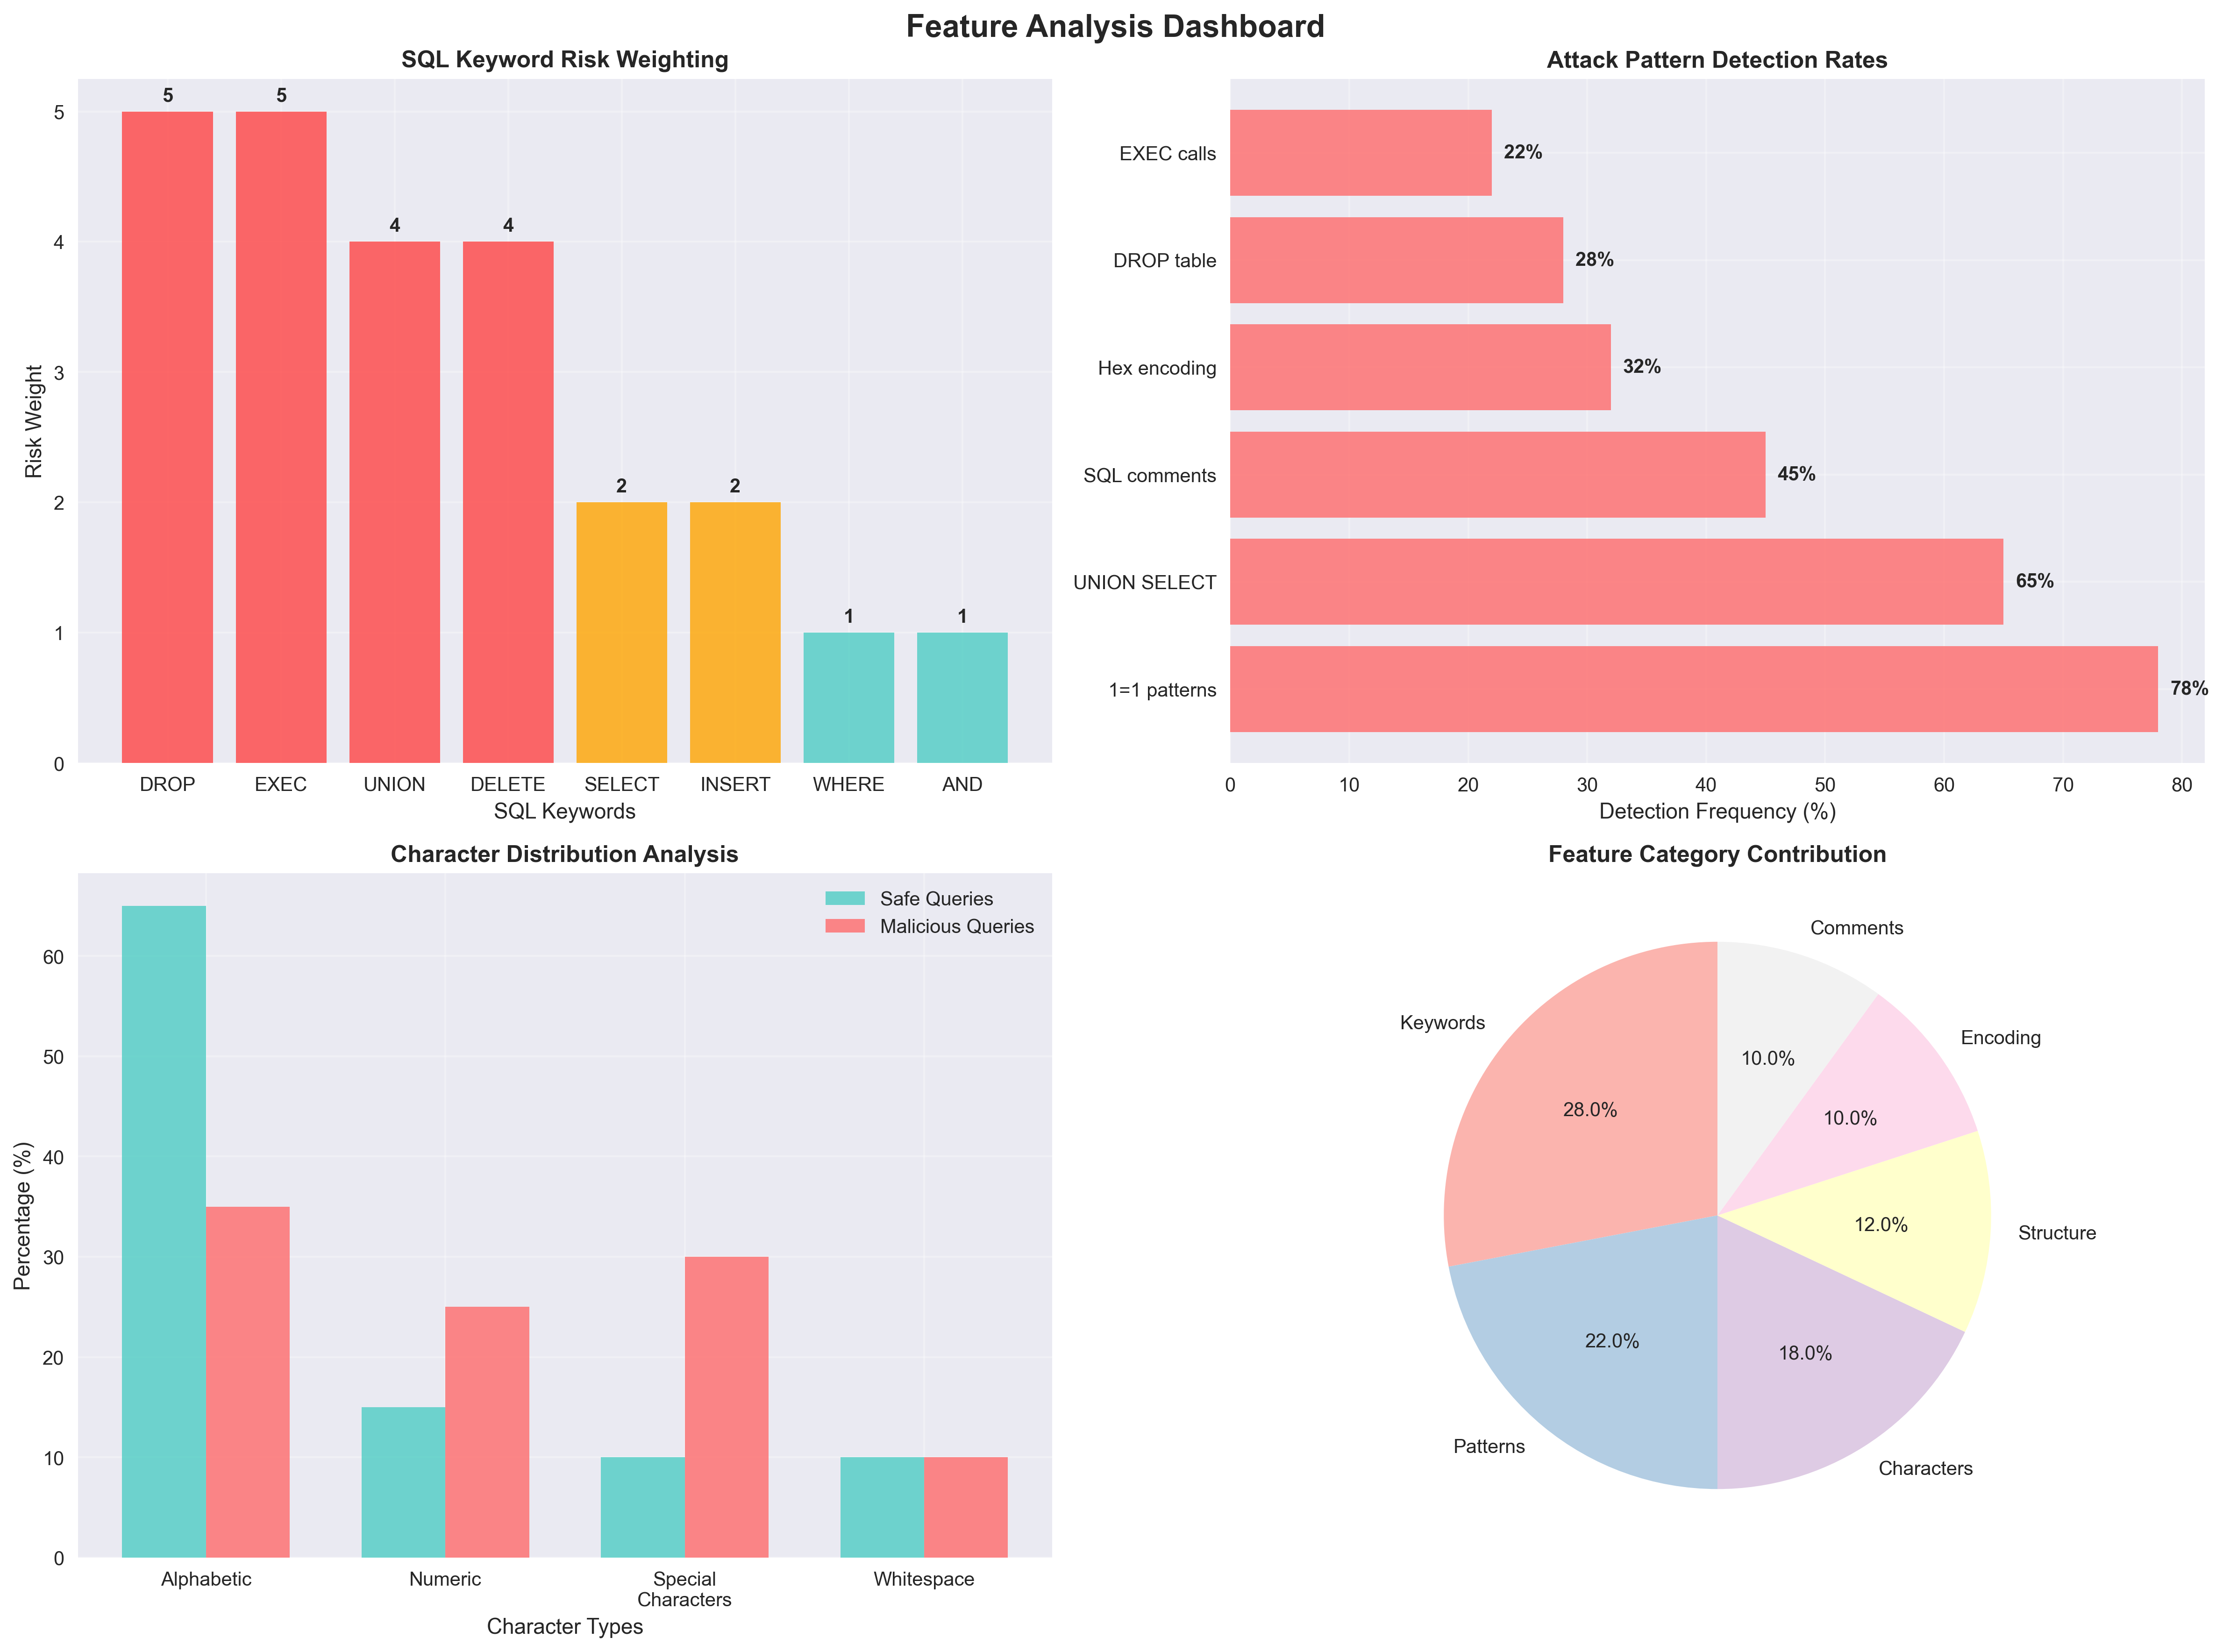 Feature Analysis Dashboard
SQL Keyword Risk Weighting
5
5
4
4
2
2
1
1
5
4
3
2
1
0
Risk Weight
DROP
EXEC
UNION
DELETE
SELECT
INSERT
WHERE
AND
SQL Keywords
Attack Pattern Detection Rates
EXEC calls
22%
DROP table
28%
Hex encoding
32%
SQL comments
45%
UNION SELECT
65%
1=1 patterns
78%
0
10
20
30
40
50
60
70
80
Detection Frequency (%)
Character Distribution Analysis
Safe Queries
Malicious Queries
60
50
40
30
20
10
0
Percentage (%)
Alphabetic
Numeric
Special
Characters
Whitespace
Character Types
Feature Category Contribution
Comments
10.0%
Encoding
10.0%
Structure
12.0%
Characters
18.0%
Patterns
22.0%
Keywords
28.0%